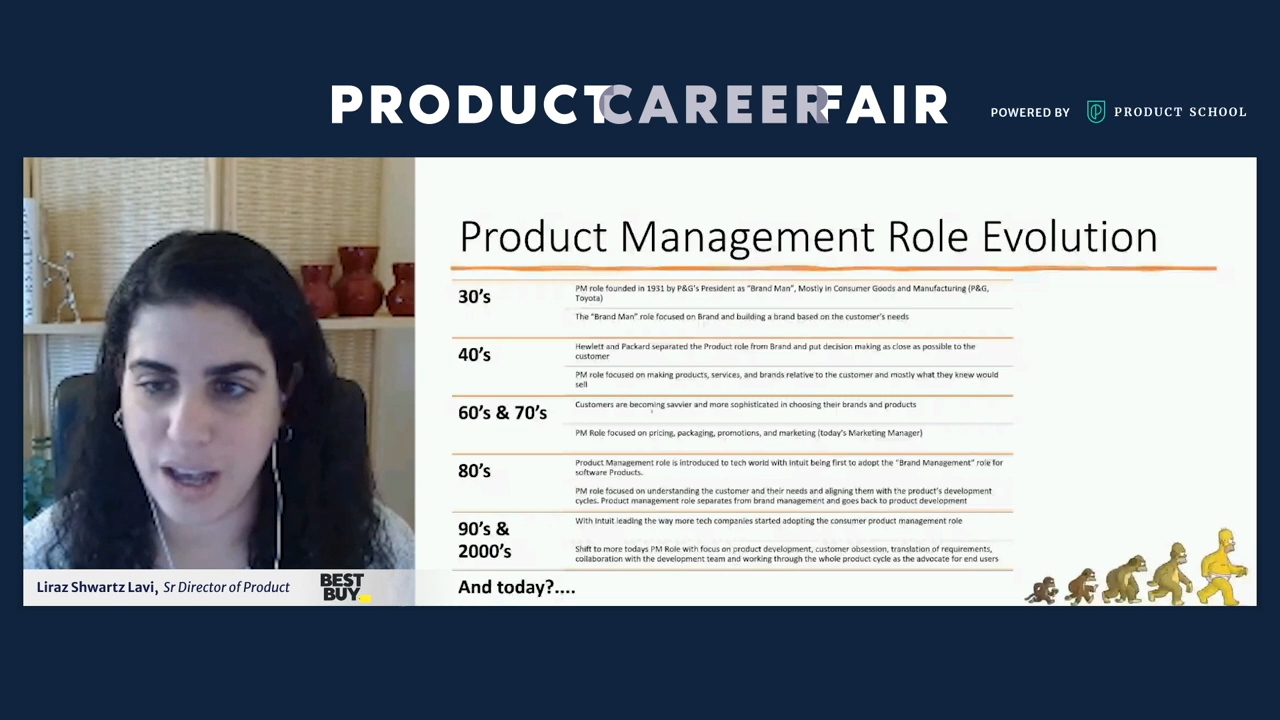 PRODUCTCAREERFAIR
POWERED BY PRODUCT SCHOOL
Product Management Role Evolution
30's
PM role founded in 1931 by P&G's President as "Brand Man", Mostly in Consumer Goods and Manufacturing (P&G,
Toyota)
The "Brand Man" role focused on Brand and building a brand based on the customer's needs
40's
Hewlett and Packard separated the Product role from Brand and put decision making as close as possible to the
customer
PM role focused on making products, services, and brands relative to the customer and mostly what they knew would
sell
60's & 70's
Customers are becoming savvier and more sophisticated in choosing their brands and products
PM Role focused on pricing, packaging, promotions, and marketing (today's Marketing Manager)
80's
Product Management role is introduced to tech world with Intuit being first to adopt the "Brand Management" role for
software Products.
PM role focused on understanding the customer and their needs and aligning them with the product's development
cycles. Product management role separates from brand management and goes back to product development
90's &
2000's
With Intuit leading the way more tech companies started adopting the consumer product management role
Shift to more todays PM Role with focus on product development, customer obsession, translation of requirements,
collaboration with the development team and working through the whole product cycle as the advocate for end users
And today?....
Liraz Shwartz Lavi, Sr Director of Product
BEST
BUY